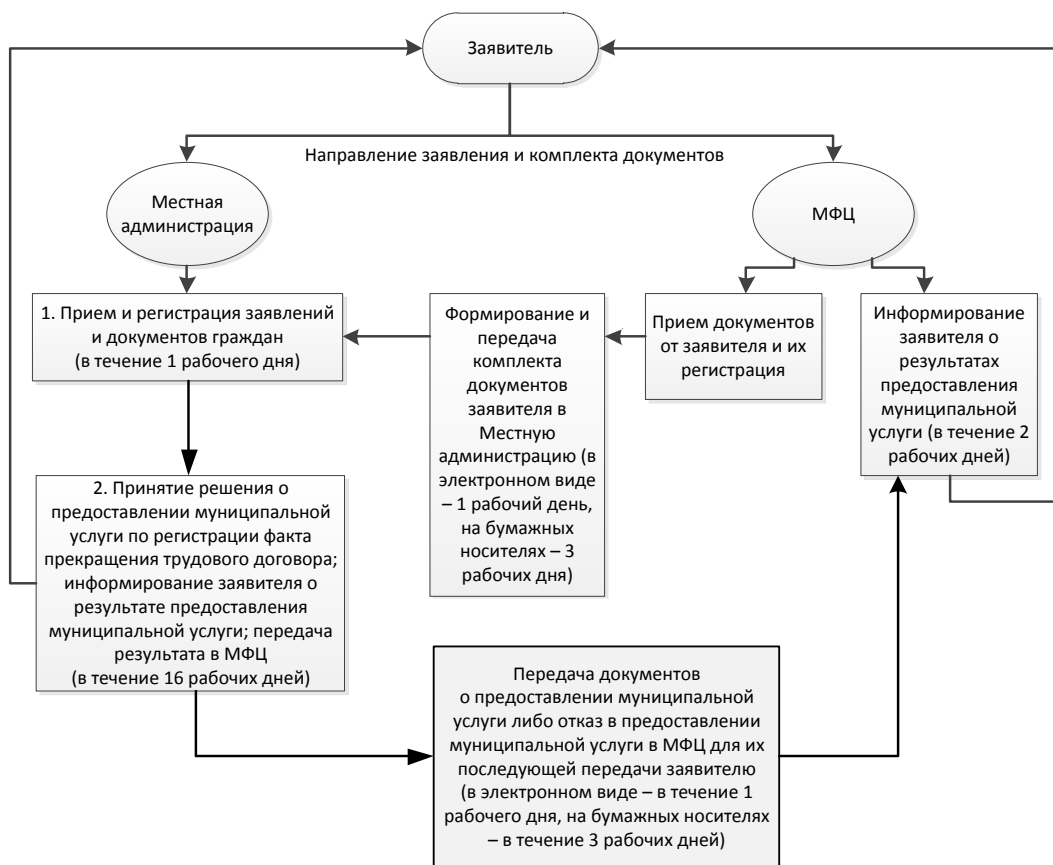 Заявитель
Направление заявления и комплекта документов
Местная
администрация
МФЦ
1. Прием и регистрация заявлений
и документов граждан
(в течение 1 рабочего дня)
Формирование и
передача
комплекта
документов
заявителя в
Местную
администрацию (в
электронном виде
– 1 рабочий день,
на бумажных
носителях – 3
рабочих дня)
Прием документов
от заявителя и их
регистрация
Информирование
заявителя о
результатах
предоставления
муниципальной
услуги (в течение 2
рабочих дней)
2. Принятие решения о
предоставлении муниципальной
услуги по регистрации факта
прекращения трудового договора;
информирование заявителя о
результате предоставления
муниципальной услуги; передача
результата в МФЦ
(в течение 16 рабочих дней)
Передача документов
о предоставлении муниципальной
услуги либо отказ в предоставлении
муниципальной услуги в МФЦ для их
последующей передачи заявителю
(в электронном виде – в течение 1
рабочего дня, на бумажных носителях
– в течение 3 рабочих дней)